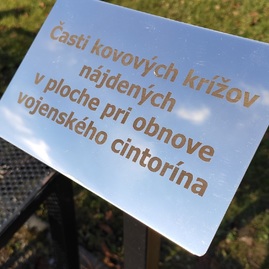 Časti kovových krížov
nájdených
v ploche pri obnove
vojenského cintorína